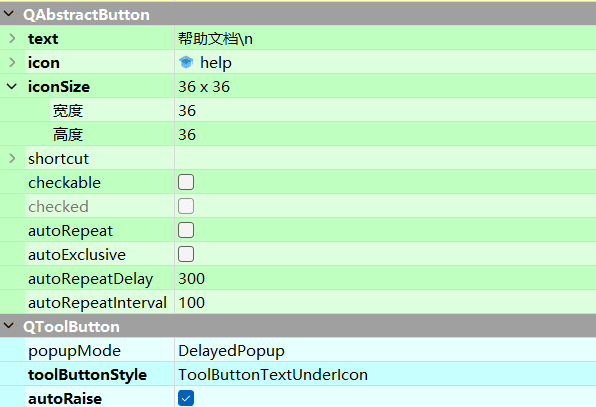 QAbstractButton
text 帮助文档\n
icon help
iconSize 36 x 36
宽度 36
高度 36
shortcut
checkable
checked
autoRepeat
autoExclusive
autoRepeatDelay 300
autoRepeatInterval 100
QToolButton
popupMode DelayedPopup
toolButtonStyle ToolButtonTextUnderIcon
autoRaise